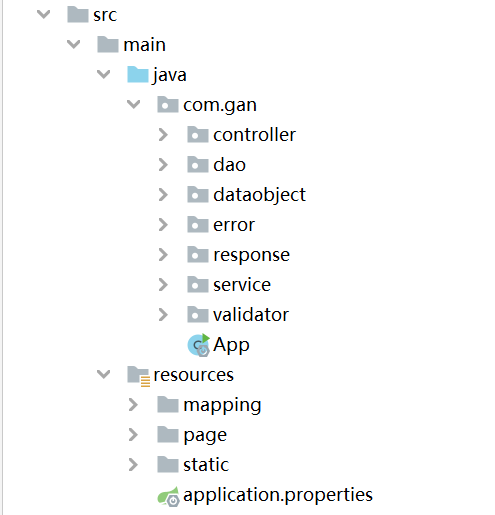 src
main
java
com.gan
controller
dao
dataobject
error
response
service
validator
App
resources
mapping
page
static
application.properties